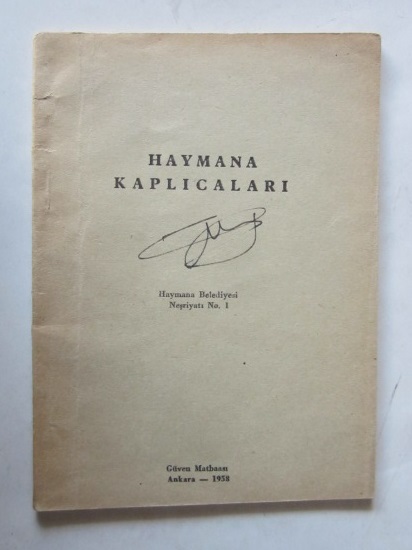 HAYMANA
KAPLICALARI
Haymana Belediyesi
Neşriyatı No. 1
Güven Matbaası
Ankara — 1958